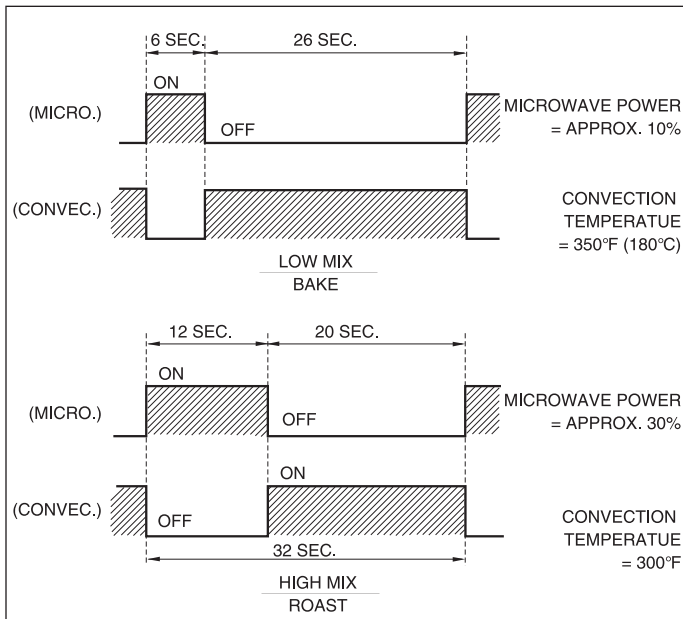 6 SEC. 26 SEC.
ON
(MICRO.) OFF MICROWAVE POWER
= APPROX. 10%
(CONVEC.) CONVECTION
TEMPERATUE
= 350°F (180°C)
LOW MIX
BAKE
12 SEC. 20 SEC.
ON
(MICRO.) OFF MICROWAVE POWER
= APPROX. 30%
ON
(CONVEC.) OFF CONVECTION
TEMPERATUE
= 300°F
32 SEC.
HIGH MIX
ROAST